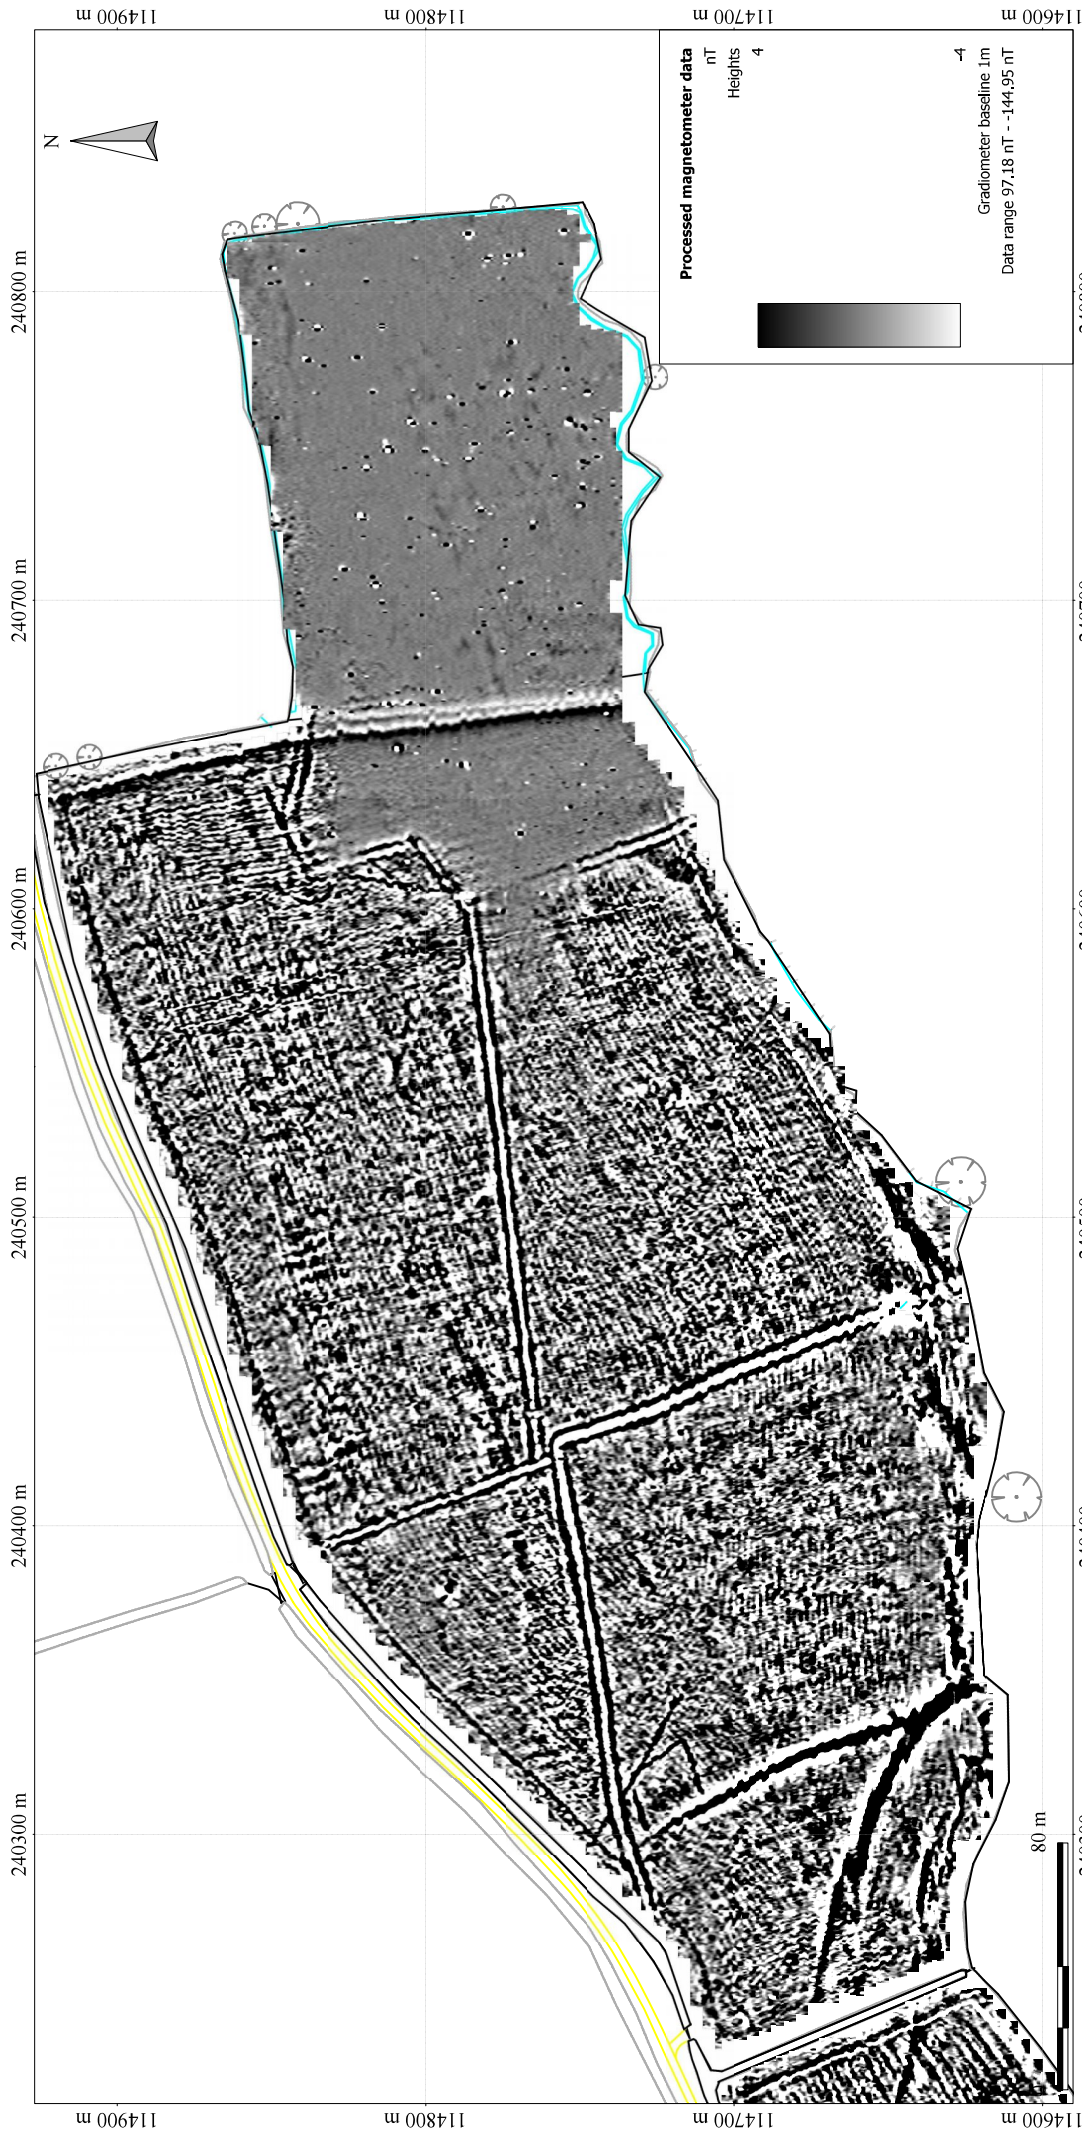 114900 m
114800 m
114700 m
114600 m
N
Processed magnetometer data
nT
Heights
4
-4
Gradiometer baseline 1m
Data range 97.18 nT - -144.95 nT
240800 m
240700 m
240600 m
240500 m
240400 m
240300 m
80 m
114900 m
114800 m
114700 m
114600 m